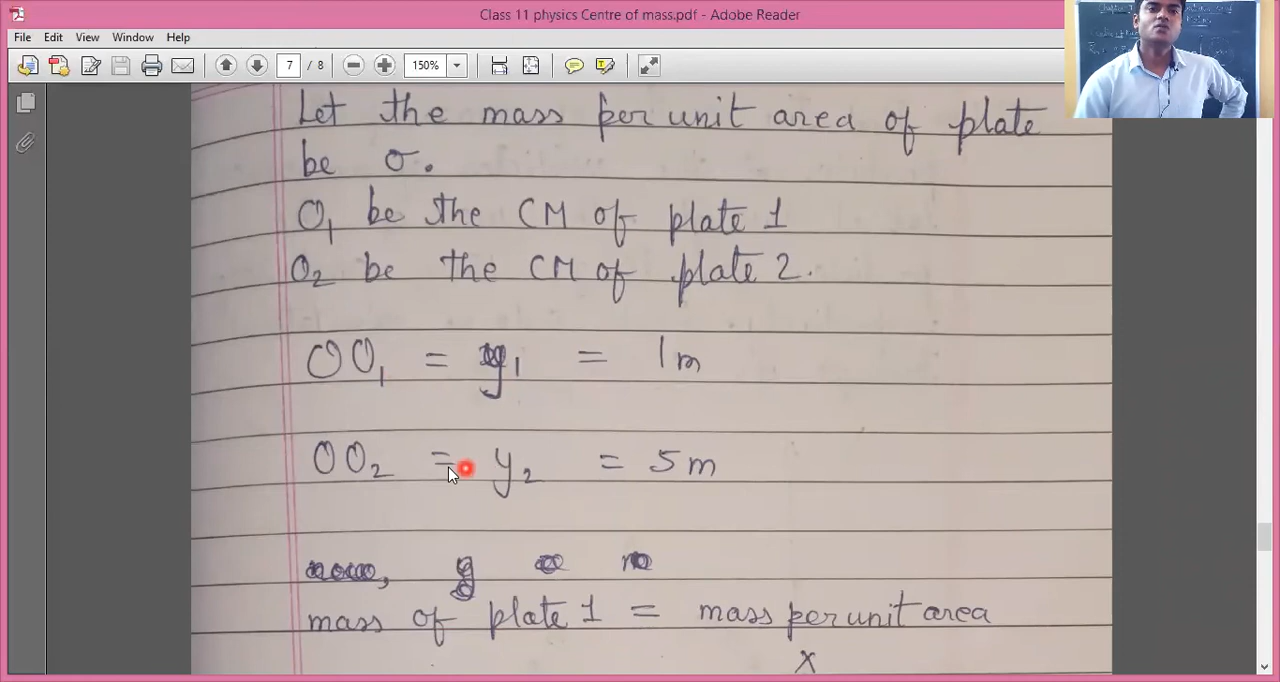 Class 11 physics Centre of mass.pdf - Adobe Reader
File Edit View Window Help
7 / 8 150%
Let the mass per unit area of plate
be σ.
O1 be the CM of plate 1
O2 be the CM of plate 2.
OO1 = y1 = 1m
OO2 = y2 = 5m
mass of plate 1 = mass per unit area
x